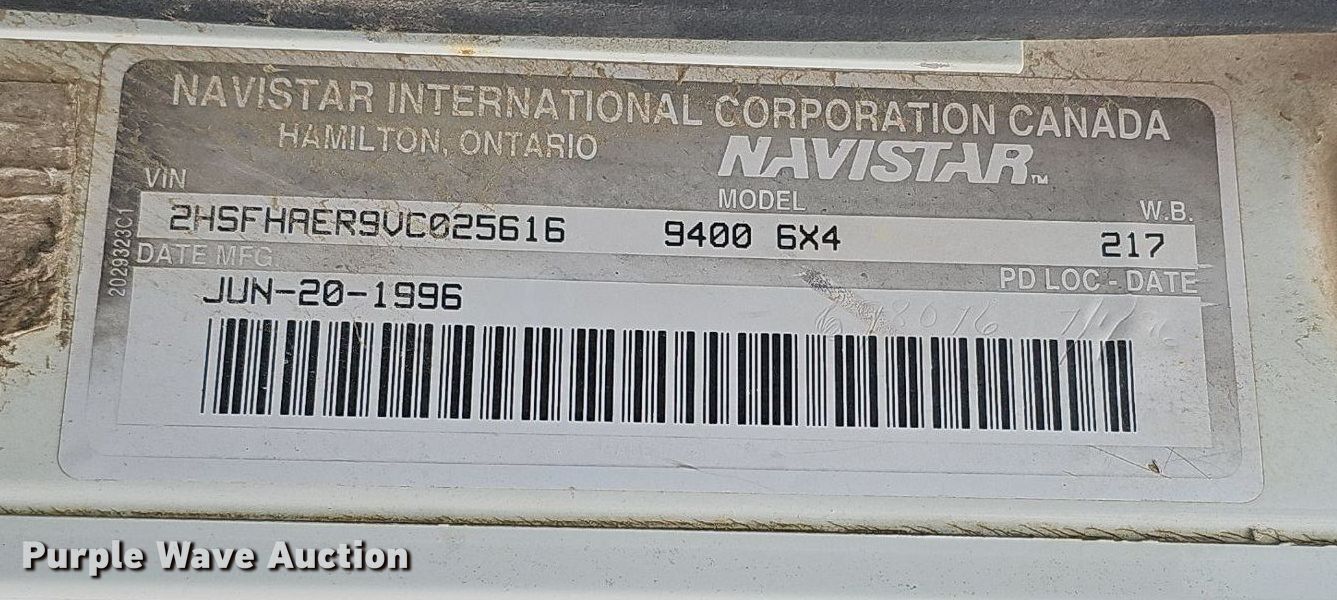 NAVISTAR INTERNATIONAL CORPORATION CANADA
HAMILTON, ONTARIO
NAVISTAR™
VIN
MODEL
W.B.
2HSFHAER9VC025616
9400 6X4
217
DATE MFG.
PD LOC - DATE
JUN-20-1996
2029323C1
Purple Wave Auction